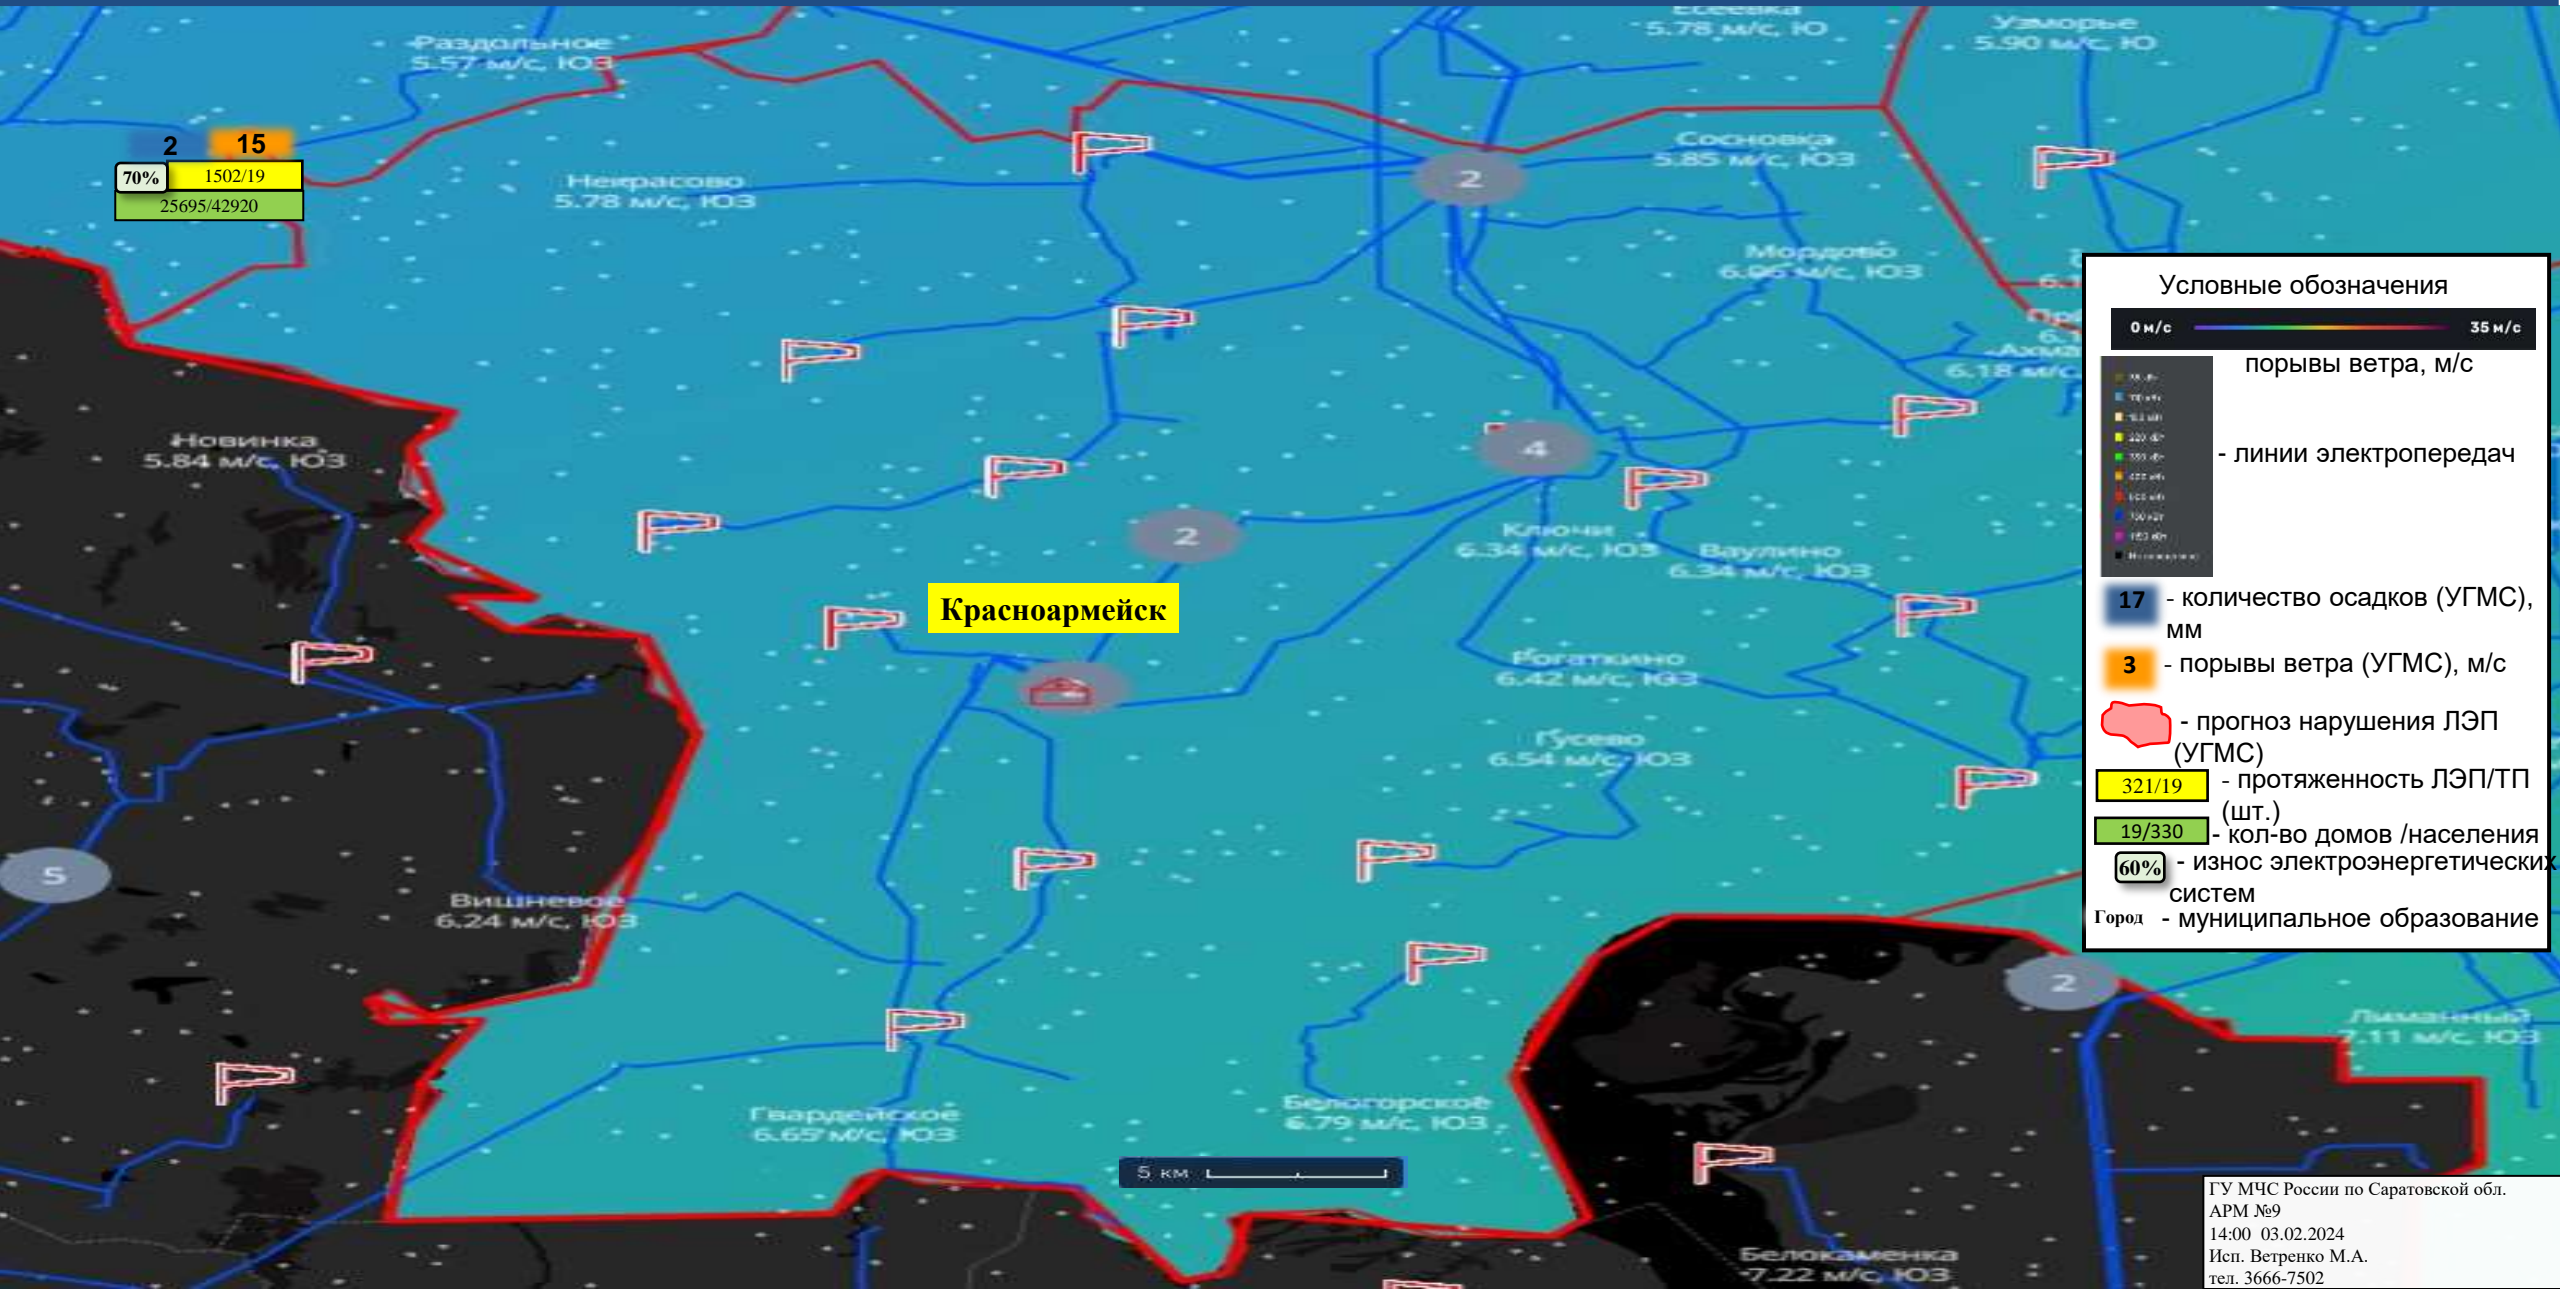 Раздольное
5.57 м/с, ЮЗ
Есеевка
5.78 м/с, Ю
Узморье
5.90 м/с, Ю
2
15
70%
1502/19
25695/42920
Некрасово
5.78 м/с, ЮЗ
2
Сосновка
5.85 м/с, ЮЗ
Мордово
6.06 м/с, ЮЗ
6.18 м/с,
Новинка
5.84 м/с, ЮЗ
4
2
Ключи
6.34 м/с, ЮЗ
Ваулино
6.34 м/с, ЮЗ
Красноармейск
Рогаткино
6.42 м/с, ЮЗ
Гусево
6.54 м/с, ЮЗ
5
Вишневое
6.24 м/с, ЮЗ
2
Лиманный
7.11 м/с, ЮЗ
Гвардейское
6.65 м/с, ЮЗ
Белогорское
6.79 м/с, ЮЗ
5 км
Белокаменка
7.22 м/с, ЮЗ
Условные обозначения
0 м/с 35 м/с
порывы ветра, м/с
- линии электропередач
17 - количество осадков (УГМС),
мм
3 - порывы ветра (УГМС), м/с
- прогноз нарушения ЛЭП
(УГМС)
321/19 - протяженность ЛЭП/ТП
(шт.)
19/330 - кол-во домов /населения
60% - износ электроэнергетических
систем
Город - муниципальное образование
ГУ МЧС России по Саратовской обл.
АРМ №9
14:00 03.02.2024
Исп. Ветренко М.А.
тел. 3666-7502